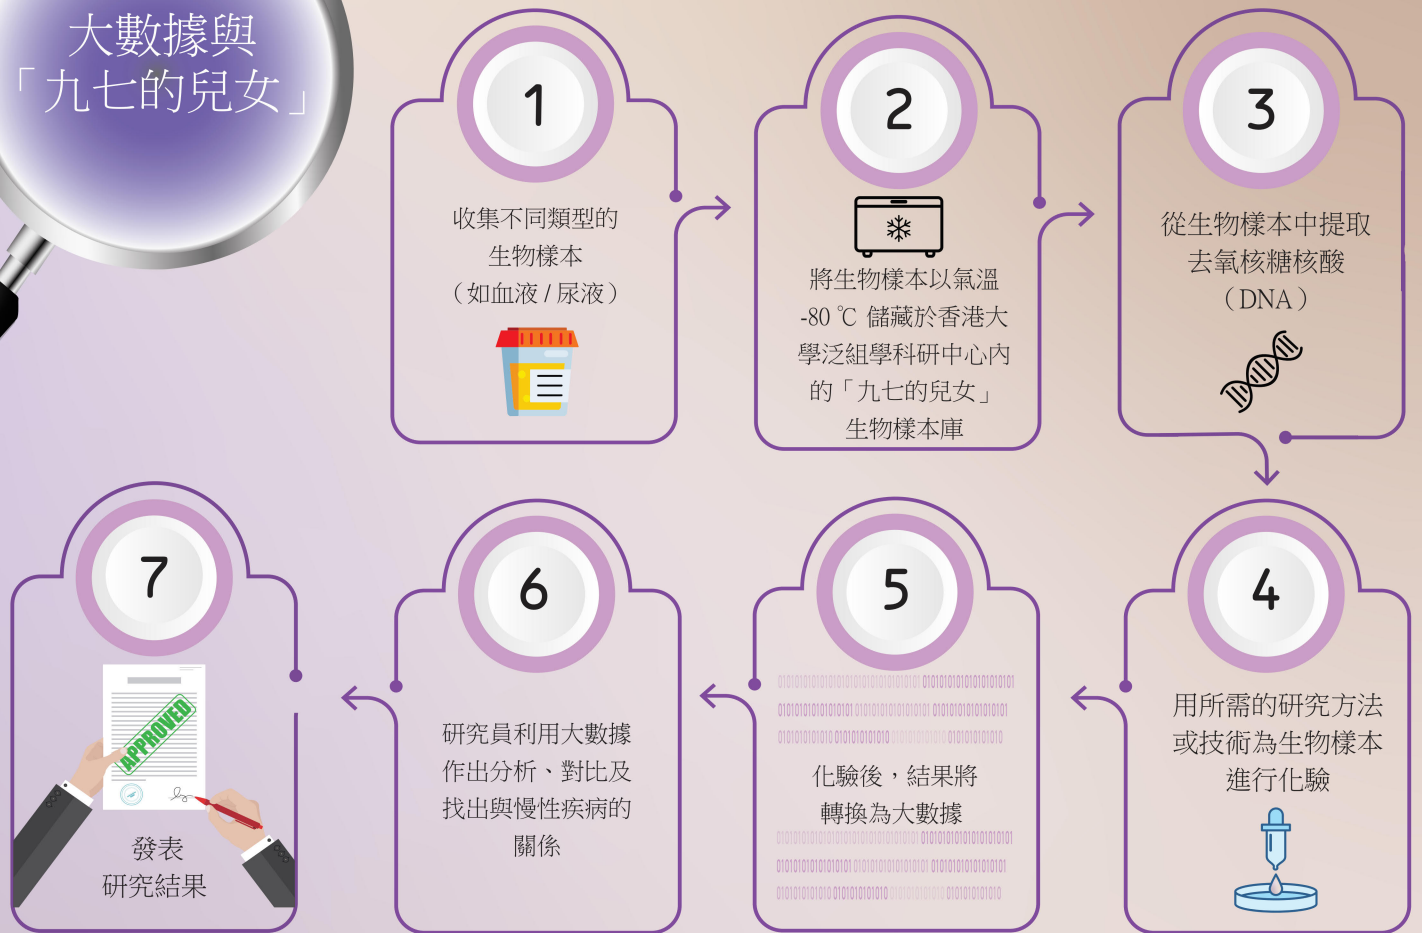 大數據與
「九七的兒女」
1
收集不同類型的
生物樣本
（如血液 / 尿液）
2
將生物樣本以氣溫
-80 ℃ 儲藏於香港大
學泛組學科研中心內
的「九七的兒女」
生物樣本庫
3
從生物樣本中提取
去氧核糖核酸
（DNA）
4
用所需的研究方法
或技術為生物樣本
進行化驗
5
化驗後，結果將
轉換為大數據
6
研究員利用大數據
作出分析、對比及
找出與慢性疾病的
關係
7
APPROVED
發表
研究結果